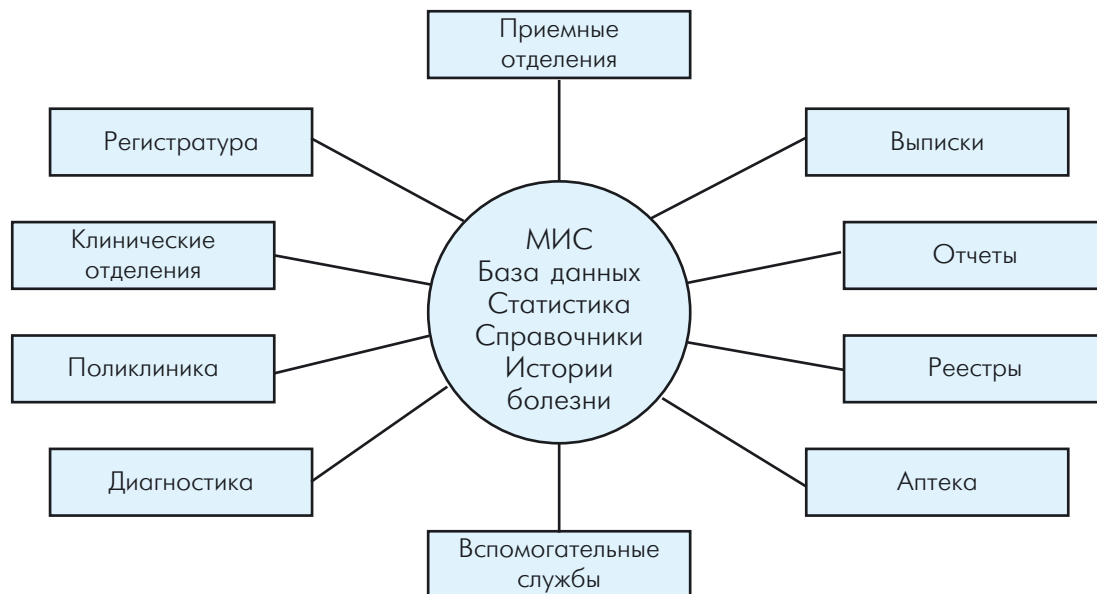 Приемные
отделения
Регистратура
Выписки
Клинические
отделения
Отчеты
МИС
База данных
Статистика
Справочники
Истории
болезни
Поликлиника
Реестры
Диагностика
Аптека
Вспомогательные
службы